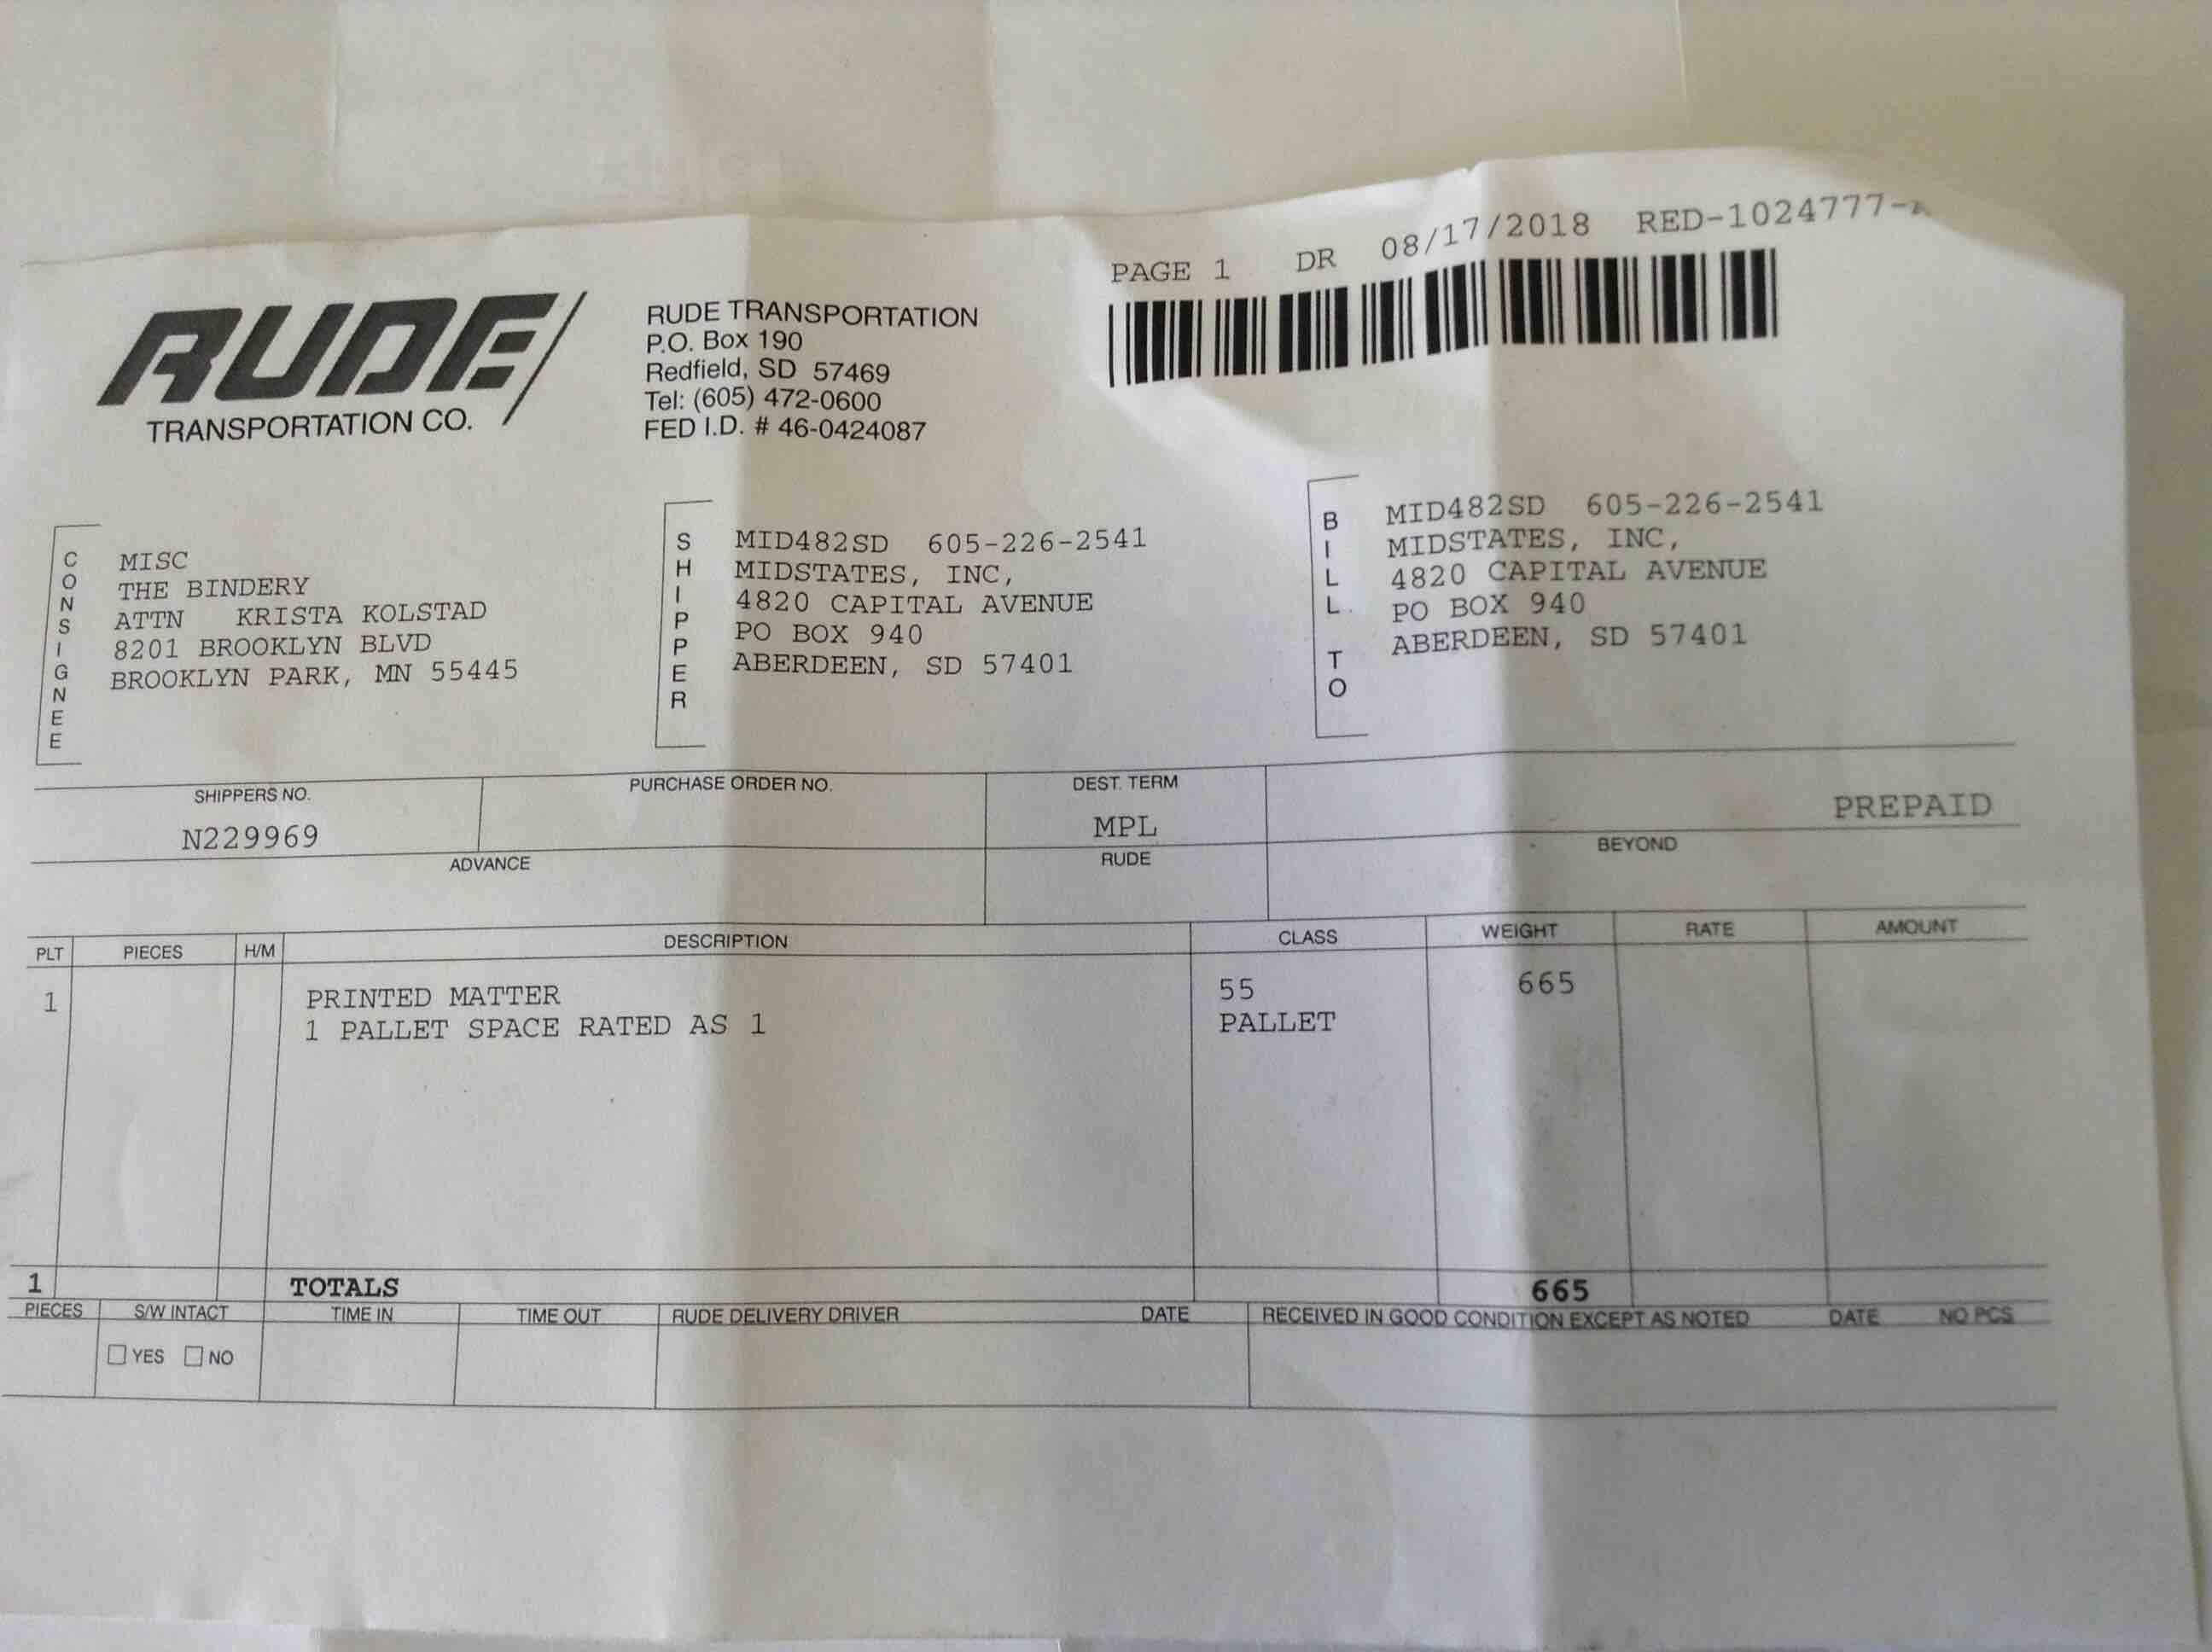 PAGE 1 DR 08/17/2018 RED-1024777-
RUDE
TRANSPORTATION CO.
RUDE TRANSPORTATION
P.O. Box 190
Redfield, SD 57469
Tel: (605) 472-0600
FED I.D. # 46-0424087
CONSIGNEE
MISC
THE BINDERY
ATTN KRISTA KOLSTAD
8201 BROOKLYN BLVD
BROOKLYN PARK, MN 55445
SHIPPER
MID482SD 605-226-2541
MIDSTATES, INC,
4820 CAPITAL AVENUE
PO BOX 940
ABERDEEN, SD 57401
BILL TO
MID482SD 605-226-2541
MIDSTATES, INC,
4820 CAPITAL AVENUE
PO BOX 940
ABERDEEN, SD 57401
SHIPPERS NO. PURCHASE ORDER NO. DEST. TERM
N229969 MPL PREPAID
ADVANCE RUDE BEYOND
PLT PIECES H/M DESCRIPTION CLASS WEIGHT RATE AMOUNT
1 PRINTED MATTER 55 665
1 PALLET SPACE RATED AS 1 PALLET
1 TOTALS 665
PIECES S/W INTACT TIME IN TIME OUT RUDE DELIVERY DRIVER DATE RECEIVED IN GOOD CONDITION EXCEPT AS NOTED DATE NO PCS
YES NO